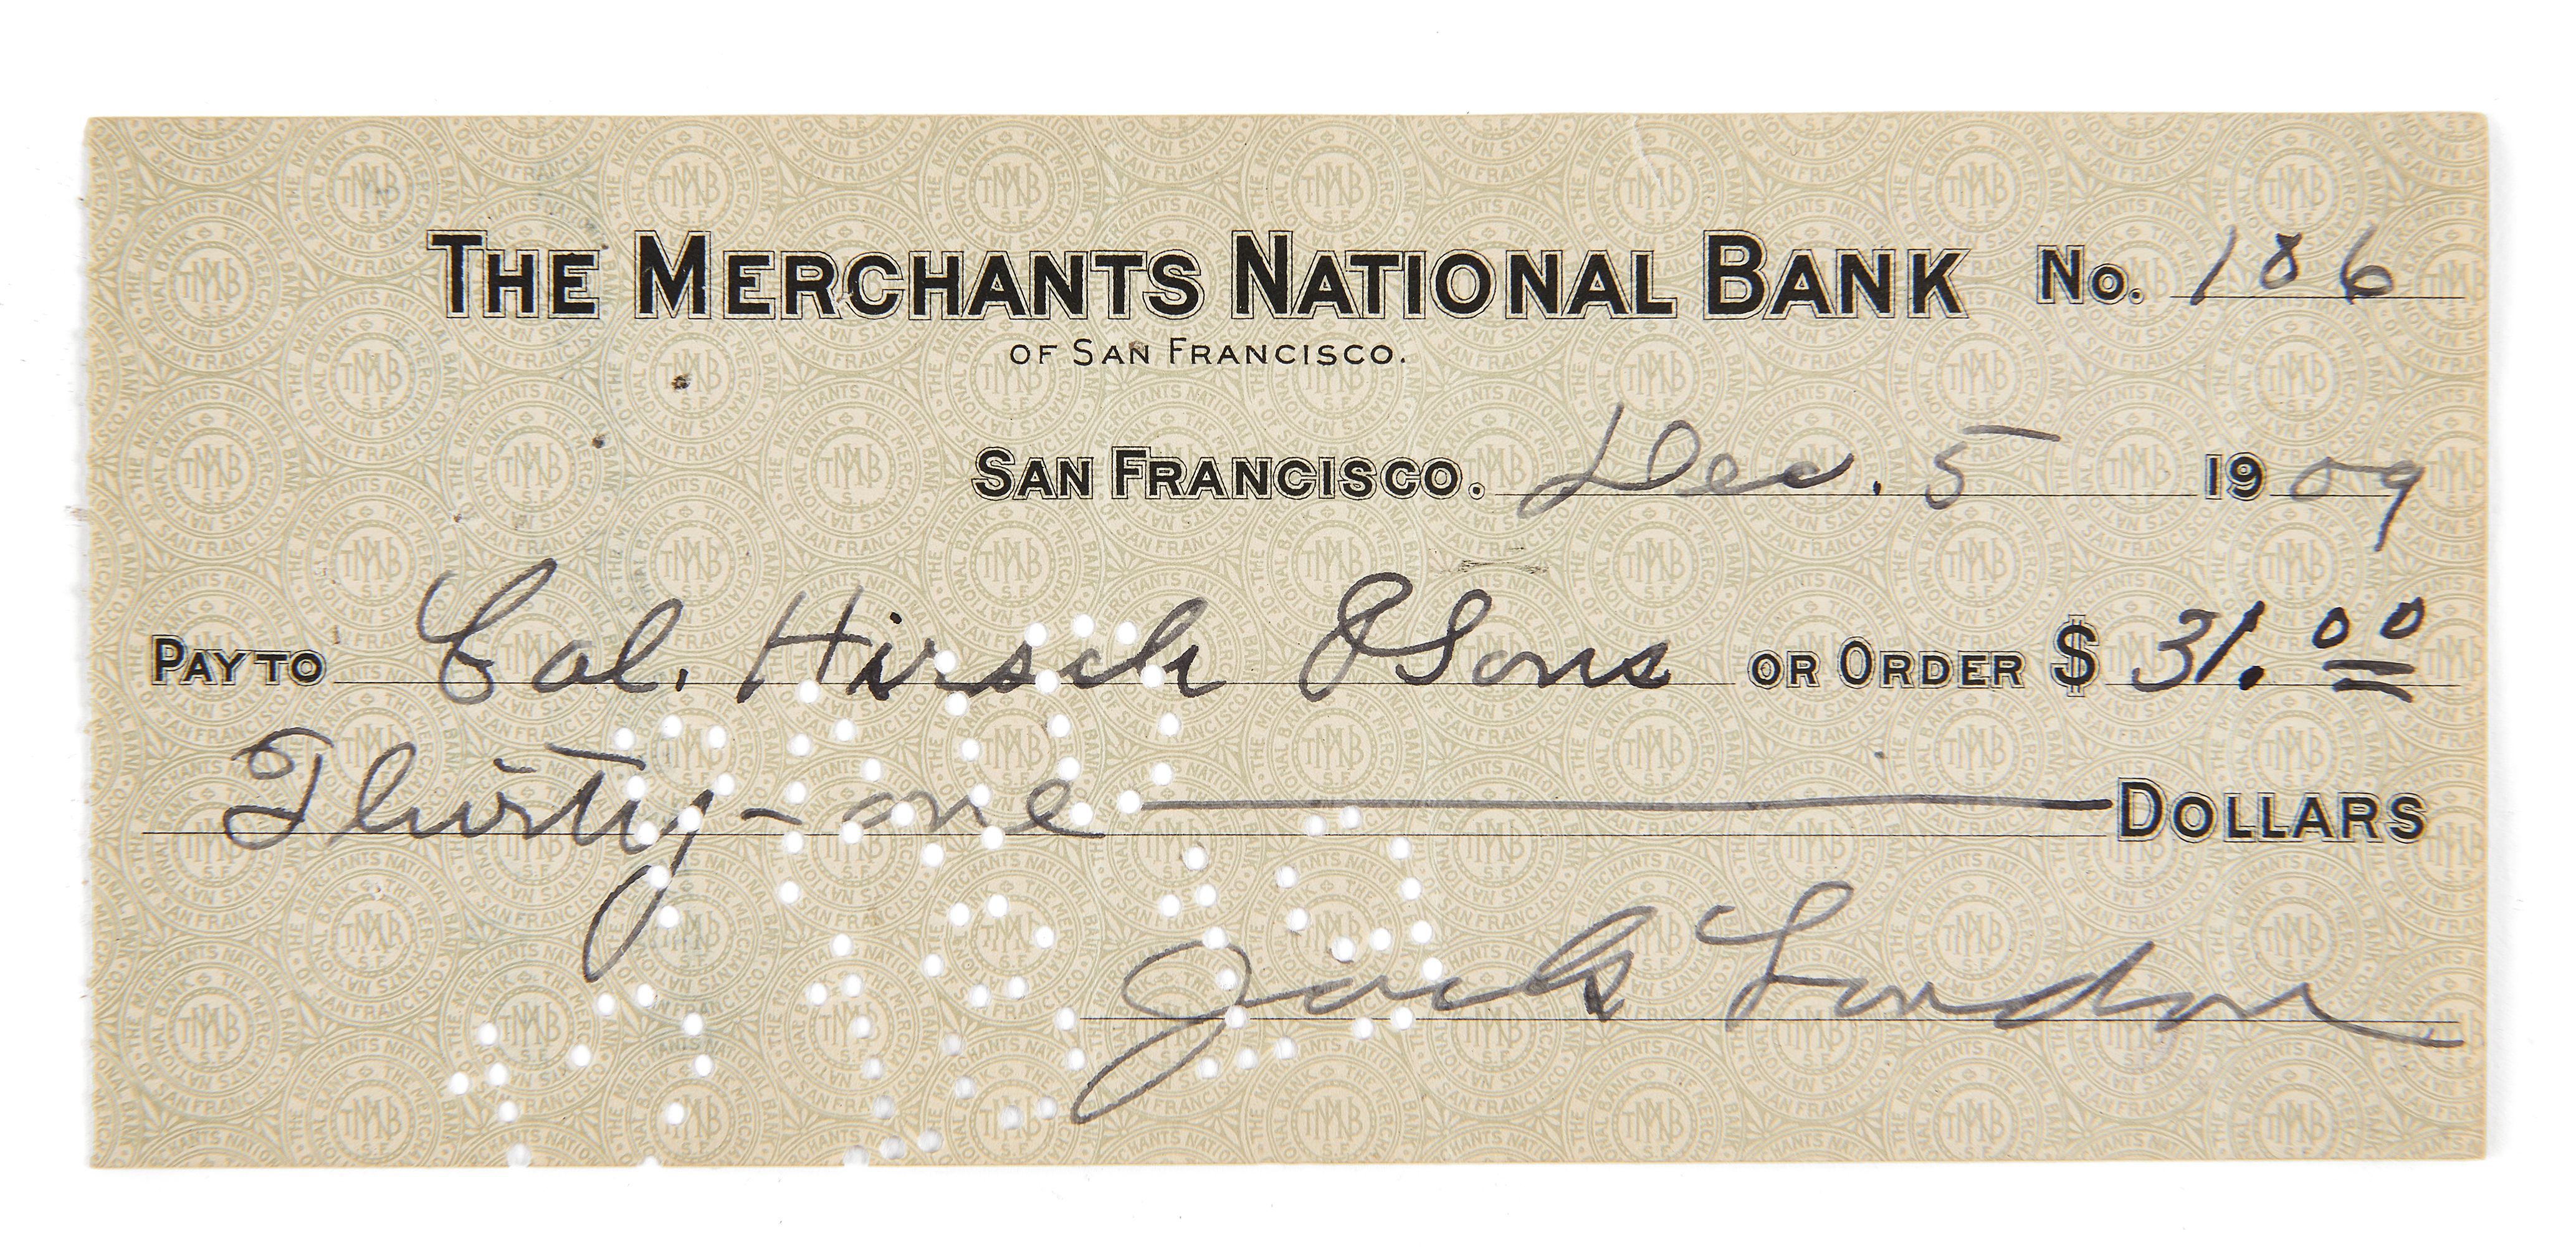 THE MERCHANTS NATIONAL BANK No. 186
OF SAN FRANCISCO.
SAN FRANCISCO. Dec. 5 1909
PAY TO Cal. Hirsch & Sons OR ORDER $ 31.00
Thirty-one DOLLARS
Jack London